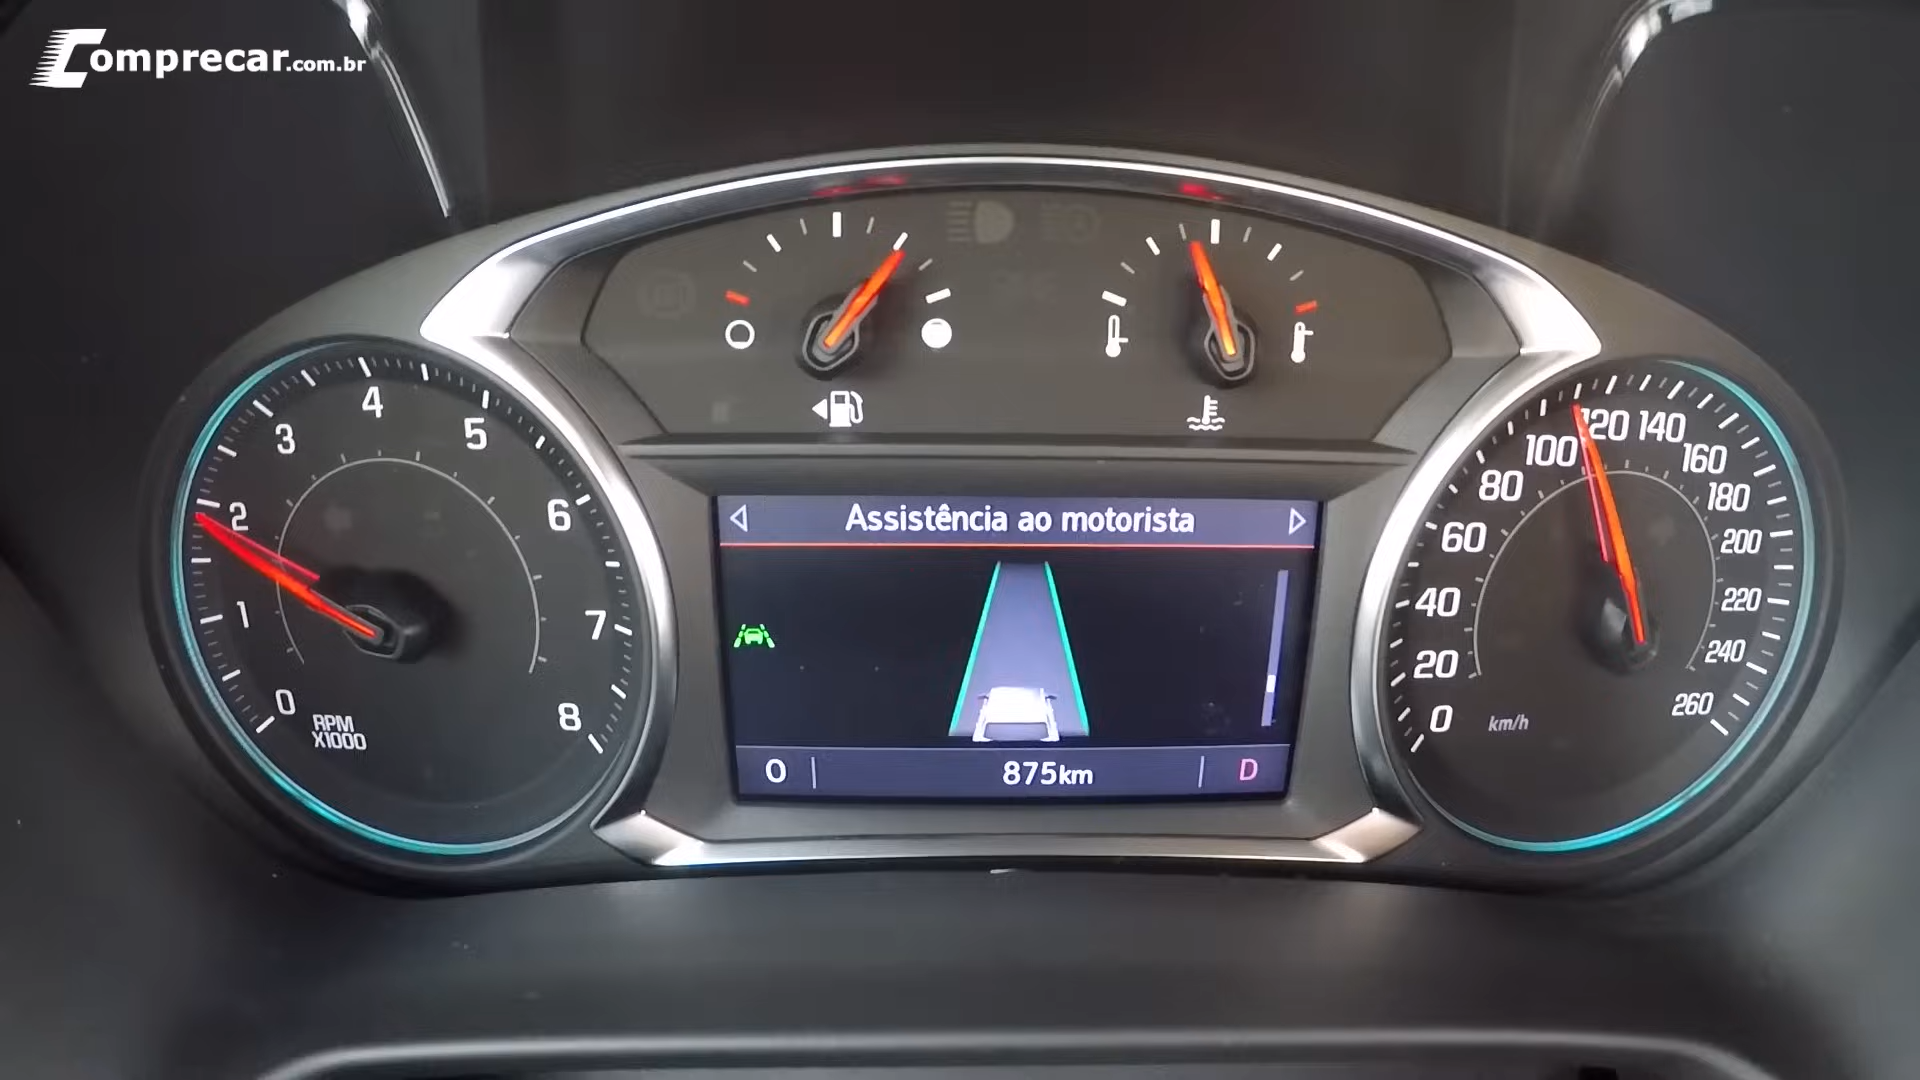 Comprecar.com.br
0
1
2
3
4
5
6
7
8
RPM
X1000
Assistência ao motorista
O
875km
D
0
20
40
60
80
100
120
140
160
180
200
220
240
260
km/h